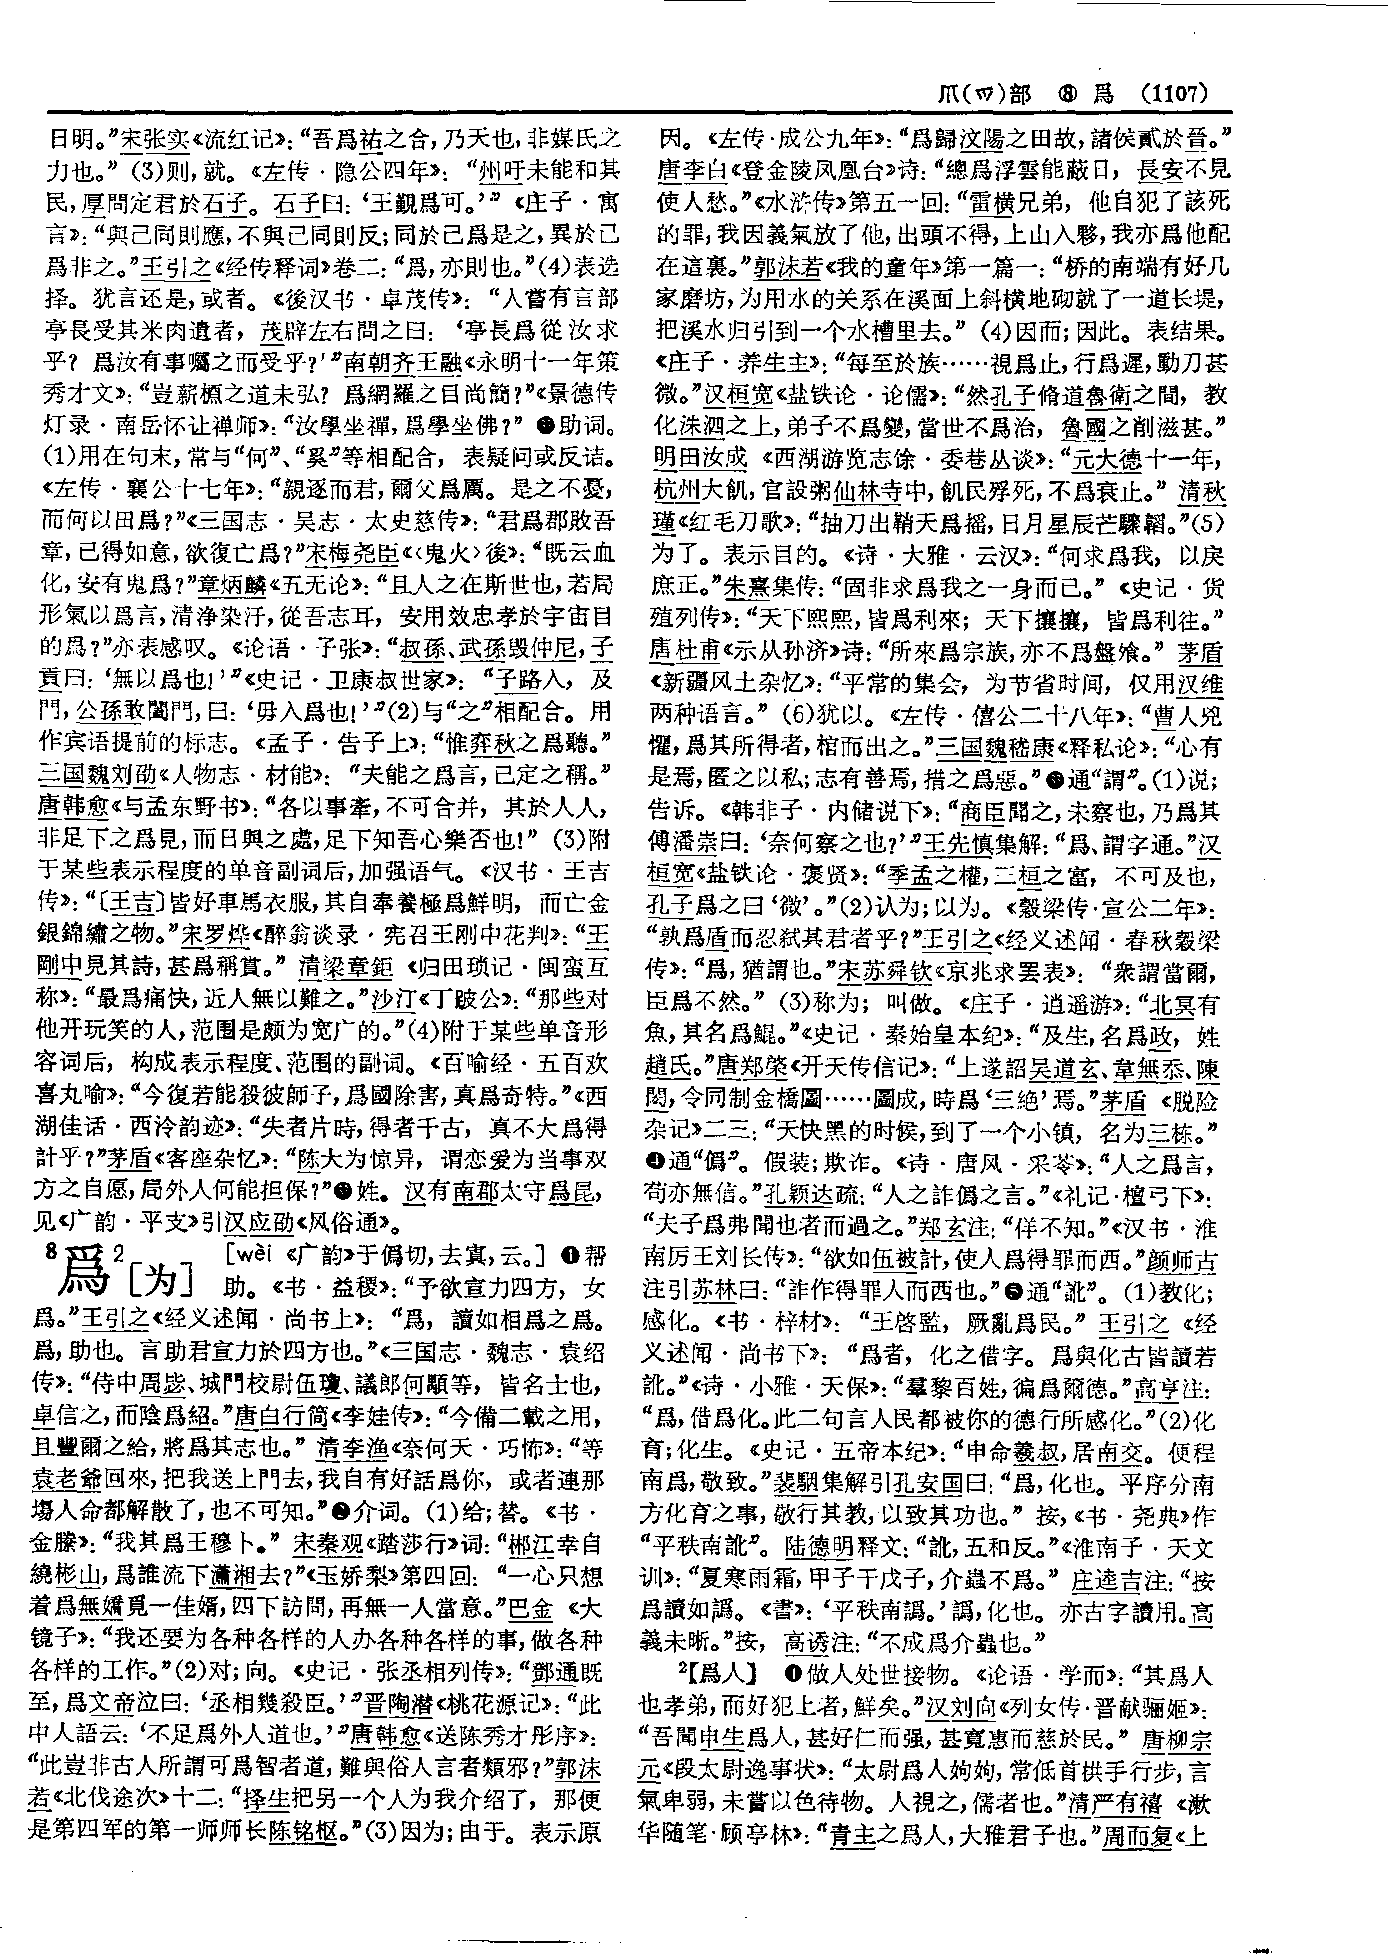 爪(爫)部 ⑧ 爲 (1107)
日明。”宋张实《流红记》：“吾爲祐之合，乃天也，非媒氏之
力也。” (3)则，就。《左传·隐公四年》：“州吁未能和其
民，厚問定君於石子。石子曰：‘王覲爲可。’”《庄子·寓
言》：“與己同則應，不與己同則反；同於己爲是之，異於己
爲非之。”王引之《经传释词》卷二：“爲，亦則也。”(4)表选
择。犹言还是，或者。《後汉书·卓茂传》：“人嘗有言部
亭長受其米肉遺者，茂辟左右問之曰：‘亭長爲從汝求
乎？爲汝有事囑之而受乎？’”南朝齐王融《永明十一年策
秀才文》：“豈薪槱之道未弘？爲網羅之目尚簡？”《景德传
灯录·南岳怀让禅师》：“汝學坐禪，爲學坐佛？” ㊉助词。
(1)用在句末，常与“何”、“奚”等相配合，表疑问或反诘。
《左传·襄公十七年》：“親逐而君，爾父爲厲。是之不憂，
而何以田爲？”《三国志·吴志·太史慈传》：“君爲郡敗吾
章，已得如意，欲復亡爲？”宋梅尧臣《〈鬼火〉後》：“既云血
化，安有鬼爲？”章炳麟《五无论》：“且人之在斯世也，若局
形氣以爲言，清浄染汙，從吾志耳，安用效忠孝於宇宙目
的爲？”亦表感叹。《论语·子张》：“叔孫、武孫毁仲尼，子
貢曰：‘無以爲也！’”《史记·卫康叔世家》：“子路入，及
門，公孫敢闔門，曰：‘毋入爲也！’”(2)与“之”相配合。用
作宾语提前的标志。《孟子·告子上》：“惟弈秋之爲聽。”
三国魏刘劭《人物志·材能》：“夫能之爲言，已定之稱。”
唐韩愈《与孟东野书》：“各以事牽，不可合并，其於人人，
非足下之爲見，而日與之處，足下知吾心樂否也！” (3)附
于某些表示程度的单音副词后，加强语气。《汉书·王吉
传》：“〔王吉〕皆好車馬衣服，其自奉養極爲鮮明，而亡金
銀錦繡之物。”宋罗烨《醉翁谈录·宪召王刚中花判》：“王
剛中見其詩，甚爲稱賞。” 清梁章鉅《归田琐记·闽蛮互
称》：“最爲痛快，近人無以難之。”沙汀《丁跛公》：“那些对
他开玩笑的人，范围是颇为宽广的。”(4)附于某些单音形
容词后，构成表示程度、范围的副词。《百喻经·五百欢
喜丸喻》：“今復若能殺彼師子，爲國除害，真爲奇特。”《西
湖佳话·西泠韵迹》：“失者片時，得者千古，真不大爲得
計乎？”茅盾《客座杂忆》：“陈大为惊异，谓恋爱为当事双
方之自愿，局外人何能担保？”●姓。汉有南郡太守爲昆，
见《广韵·平支》引汉应劭《风俗通》。
8爲2[为] [wèi 《广韵》于僞切，去寘，云。] ❶帮
助。《书·益稷》：“予欲宣力四方，女
爲。”王引之《经义述闻·尚书上》：“爲，讀如相爲之爲。
爲，助也。言助君宣力於四方也。”《三国志·魏志·袁绍
传》：“侍中周毖、城門校尉伍瓊、議郎何顒等，皆名士也，
卓信之，而陰爲紹。”唐白行简《李娃传》：“今備二載之用，
且豐爾之給，將爲其志也。” 清李渔《奈何天·巧怖》：“等
袁老爺回來，把我送上門去，我自有好話爲你，或者連那
塲人命都解散了，也不可知。”❷介词。(1)给；替。《书·
金縢》：“我其爲王穆卜。” 宋秦观《踏莎行》词：“郴江幸自
繞郴山，爲誰流下瀟湘去？”《玉娇梨》第四回：“一心只想
着爲無嬌覓一佳婿，四下訪問，再無一人當意。”巴金《大
镜子》：“我还要为各种各样的人办各种各样的事，做各种
各样的工作。”(2)对；向。《史记·张丞相列传》：“鄧通既
至，爲文帝泣曰：‘丞相幾殺臣。’”晋陶潜《桃花源记》：“此
中人語云：‘不足爲外人道也。’”唐韩愈《送陈秀才彤序》：
“此豈非古人所謂可爲智者道，難與俗人言者類邪？”郭沫
若《北伐途次》十二：“择生把另一个人为我介绍了，那便
是第四军的第一师师长陈铭枢。”(3)因为；由于。表示原
因。《左传·成公九年》：“爲歸汶陽之田故，諸侯貳於晉。”
唐李白《登金陵凤凰台》诗：“總爲浮雲能蔽日，長安不見
使人愁。”《水浒传》第五一回：“雷橫兄弟，他自犯了該死
的罪，我因義氣放了他，出頭不得，上山入夥，我亦爲他配
在這裏。”郭沫若《我的童年》第一篇一：“桥的南端有好几
家磨坊，为用水的关系在溪面上斜横地砌就了一道长堤，
把溪水归引到一个水槽里去。” (4)因而；因此。表结果。
《庄子·养生主》：“每至於族……視爲止，行爲遲，動刀甚
微。”汉桓宽《盐铁论·论儒》：“然孔子脩道魯衛之間，教
化洙泗之上，弟子不爲變，當世不爲治，魯國之削滋甚。”
明田汝成《西湖游览志馀·委巷丛谈》：“元大德十一年，
杭州大飢，官設粥仙林寺中，飢民殍死，不爲衰止。” 清秋
瑾《红毛刀歌》：“抽刀出鞘天爲摇，日月星辰芒驟韜。”(5)
为了。表示目的。《诗·大雅·云汉》：“何求爲我，以戾
庶正。”朱熹集传：“固非求爲我之一身而已。”《史记·货
殖列传》：“天下熙熙，皆爲利來；天下攘攘，皆爲利往。”
唐杜甫《示从孙济》诗：“所來爲宗族，亦不爲盤飧。” 茅盾
《新疆风土杂忆》：“平常的集会，为节省时间，仅用汉维
两种语言。” (6)犹以。《左传·僖公二十八年》：“曹人兇
懼，爲其所得者，棺而出之。”三国魏嵇康《释私论》：“心有
是焉，匿之以私；志有善焉，措之爲惡。”❸通“謂”。(1)说；
告诉。《韩非子·内储说下》：“商臣聞之，未察也，乃爲其
傅潘崇曰：‘奈何察之也？’”王先慎集解：“爲、謂字通。”汉
桓宽《盐铁论·褒贤》：“季孟之權，三桓之富，不可及也，
孔子爲之曰‘微’。”(2)认为；以为。《穀梁传·宣公二年》：
“孰爲盾而忍弑其君者乎？”王引之《经义述闻·春秋穀梁
传》：“爲，猶謂也。”宋苏舜钦《京兆求罢表》：“衆謂當爾，
臣爲不然。” (3)称为；叫做。《庄子·逍遥游》：“北冥有
魚，其名爲鯤。”《史记·秦始皇本纪》：“及生，名爲政，姓
趙氏。”唐郑棨《开天传信记》：“上遂詔吴道玄、韋無忝、陳
閎，令同制金橋圖……圖成，時爲‘三绝’焉。”茅盾《脱险
杂记》二三：“天快黑的时候，到了一个小镇，名为三栋。”
❹通“僞”。假装；欺诈。《诗·唐风·采苓》：“人之爲言，
苟亦無信。”孔颖达疏：“人之詐僞之言。”《礼记·檀弓下》：
“夫子爲弗聞也者而過之。”郑玄注：“佯不知。”《汉书·淮
南厉王刘长传》：“欲如伍被計，使人爲得罪而西。”颜师古
注引苏林曰：“詐作得罪人而西也。”❺通“訛”。(1)教化；
感化。《书·梓材》：“王啓監，厥亂爲民。” 王引之《经
义述闻·尚书下》：“爲者，化之借字。爲與化古皆讀若
訛。”《诗·小雅·天保》：“羣黎百姓，徧爲爾德。”高亨注：
“爲，借爲化。此二句言人民都被你的德行所感化。”(2)化
育；化生。《史记·五帝本纪》：“申命羲叔，居南交。便程
南爲，敬致。”裴駰集解引孔安国曰：“爲，化也。平序分南
方化育之事，敬行其教，以致其功也。” 按，《书·尧典》作
“平秩南訛”。陆德明释文：“訛，五和反。”《淮南子·天文
训》：“夏寒雨霜，甲子干戊子，介蟲不爲。” 庄逵吉注：“按
爲讀如譌。《書》：‘平秩南譌。’譌，化也。亦古字讀用。高
義未晰。”按，高诱注：“不成爲介蟲也。”
2【爲人】 ❶做人处世接物。《论语·学而》：“其爲人
也孝弟，而好犯上者，鮮矣。”汉刘向《列女传·晋献骊姬》：
“吾聞申生爲人，甚好仁而强，甚寬惠而慈於民。” 唐柳宗
元《段太尉逸事状》：“太尉爲人姁姁，常低首拱手行步，言
氣卑弱，未嘗以色待物。人視之，儒者也。”清严有禧《漱
华随笔·顾亭林》：“青主之爲人，大雅君子也。”周而复《上